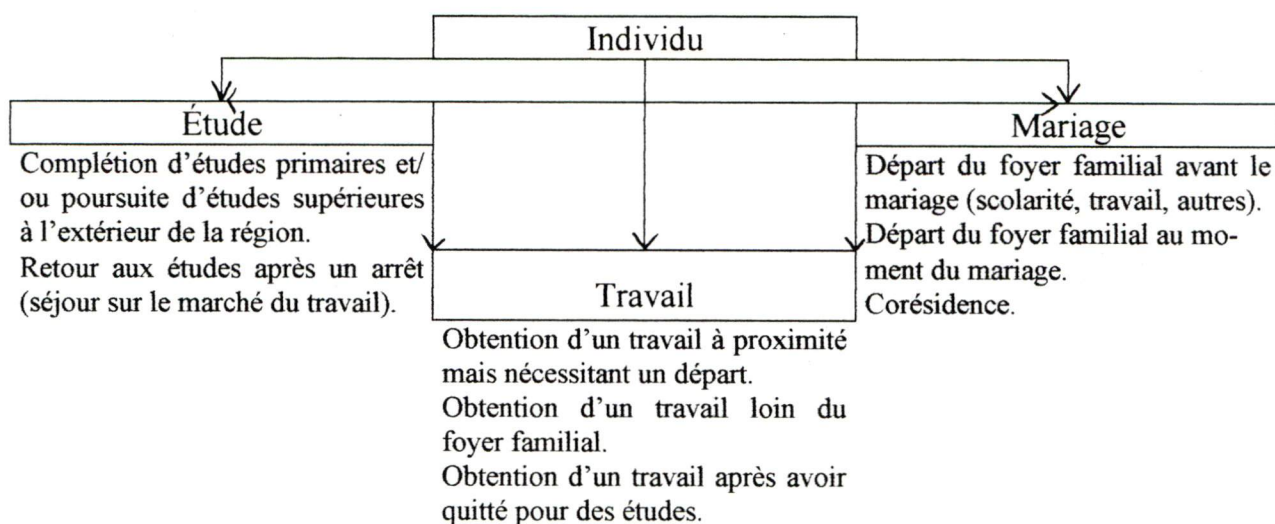 Individu
Étude
Complétion d'études primaires et/
ou poursuite d'études supérieures
à l'extérieur de la région.
Retour aux études après un arrêt
(séjour sur le marché du travail).
Mariage
Départ du foyer familial avant le
mariage (scolarité, travail, autres).
Départ du foyer familial au mo-
ment du mariage.
Corésidence.
Travail
Obtention d'un travail à proximité
mais nécessitant un départ.
Obtention d'un travail loin du
foyer familial.
Obtention d'un travail après avoir
quitté pour des études.